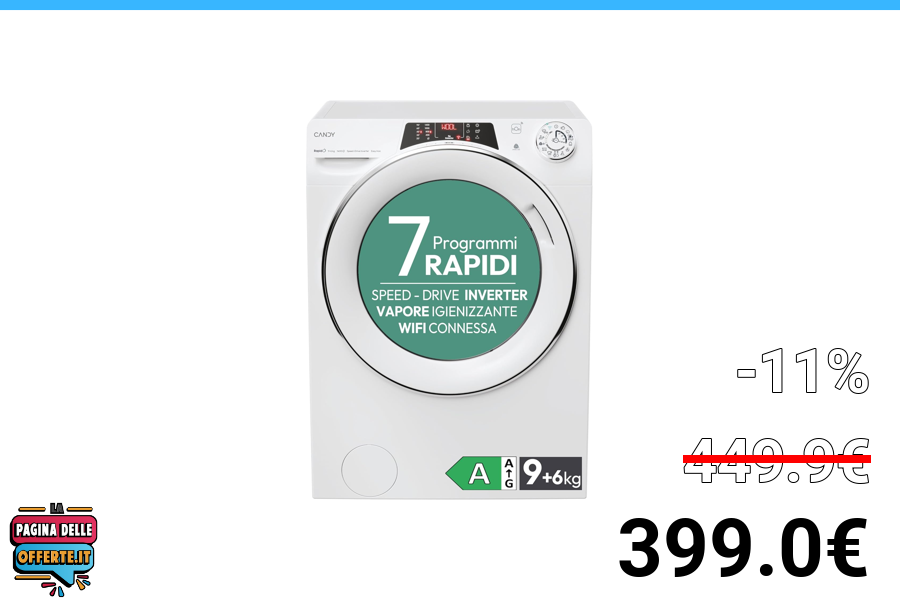 CANDY
7 Programmi
RAPIDI
SPEED - DRIVE INVERTER
VAPORE IGIENIZZANTE
WIFI CONNESSA
A
A
G
9+6kg
-11%
449.9€
399.0€
LA
PAGINA DELLE
OFFERTE.IT